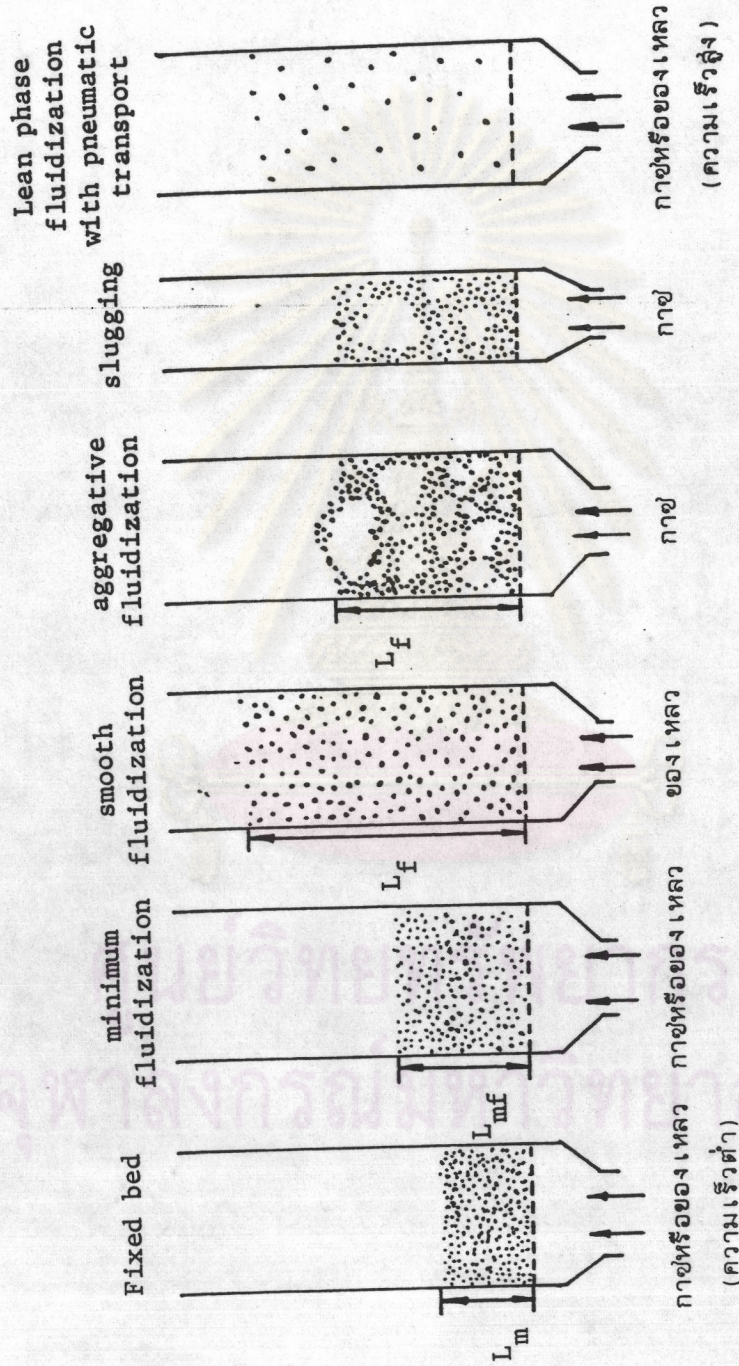 Fixed bed
L_m
กาซหรือของเหลว
(ความเร็วต่ำ)
minimum
fluidization
L_mf
กาซหรือของเหลว
smooth
fluidization
L_f
ของเหลว
aggregative
fluidization
L_f
กาซ
slugging
กาซ
Lean phase
fluidization
with pneumatic
transport
กาซหรือของเหลว
(ความเร็วสูง)